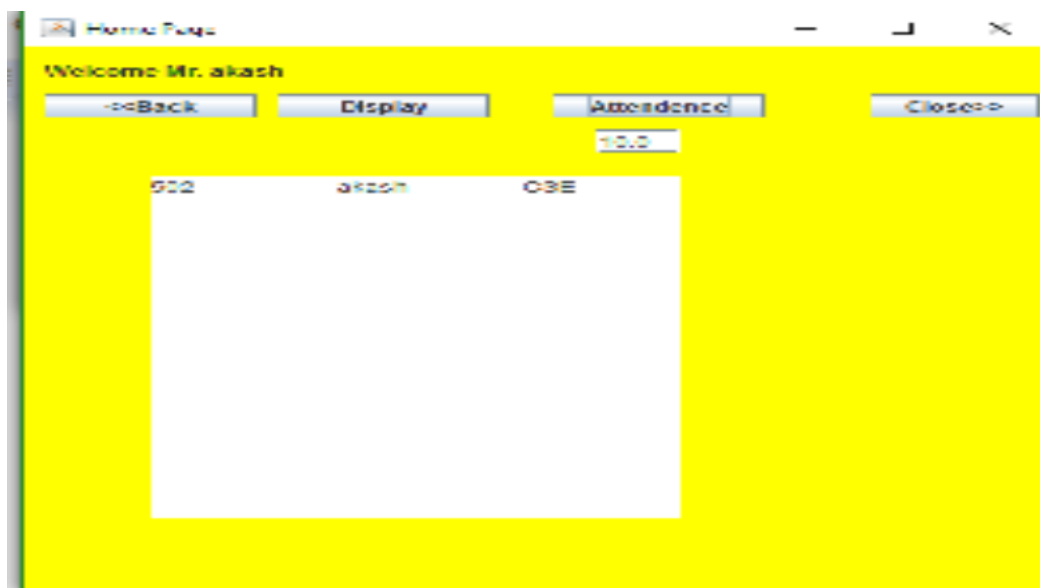 Home Page
Welcome Mr. akash
<<Back Display Attendence Close>>
10.0
502 akash CSE